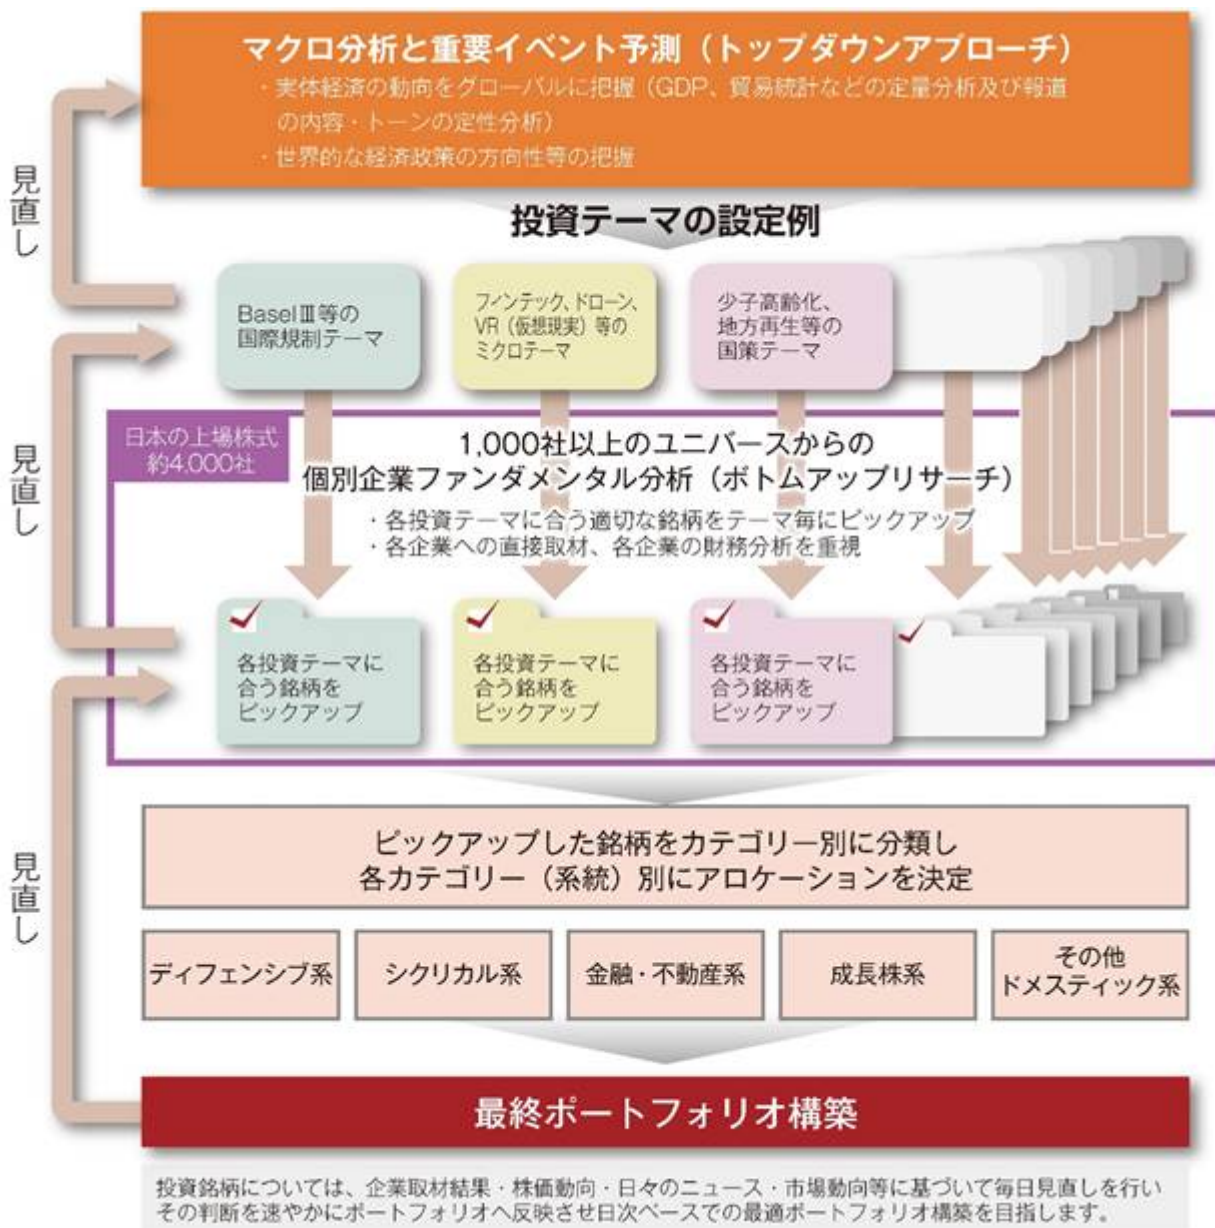 マクロ分析と重要イベント予測（トップダウンアプローチ）
・実体経済の動向をグローバルに把握（GDP、貿易統計などの定量分析及び報道
の内容・トーンの定性分析）
・世界的な経済政策の方向性等の把握
見直し
投資テーマの設定例
BaselⅢ等の
国際規制テーマ
フィンテック、ドローン、
VR（仮想現実）等の
ミクロテーマ
少子高齢化、
地方再生等の
国策テーマ
見直し
日本の上場株式
約4,000社
1,000社以上のユニバースからの
個別企業ファンダメンタル分析（ボトムアップリサーチ）
・各投資テーマに合う適切な銘柄をテーマ毎にピックアップ
・各企業への直接取材、各企業の財務分析を重視
各投資テーマに
合う銘柄を
ピックアップ
各投資テーマに
合う銘柄を
ピックアップ
各投資テーマに
合う銘柄を
ピックアップ
見直し
ピックアップした銘柄をカテゴリー別に分類し
各カテゴリー（系統）別にアロケーションを決定
ディフェンシブ系
シクリカル系
金融・不動産系
成長株系
その他
ドメスティック系
最終ポートフォリオ構築
投資銘柄については、企業取材結果・株価動向・日々のニュース・市場動向等に基づいて毎日見直しを行い
その判断を速やかにポートフォリオへ反映させ日次ベースでの最適ポートフォリオ構築を目指します。